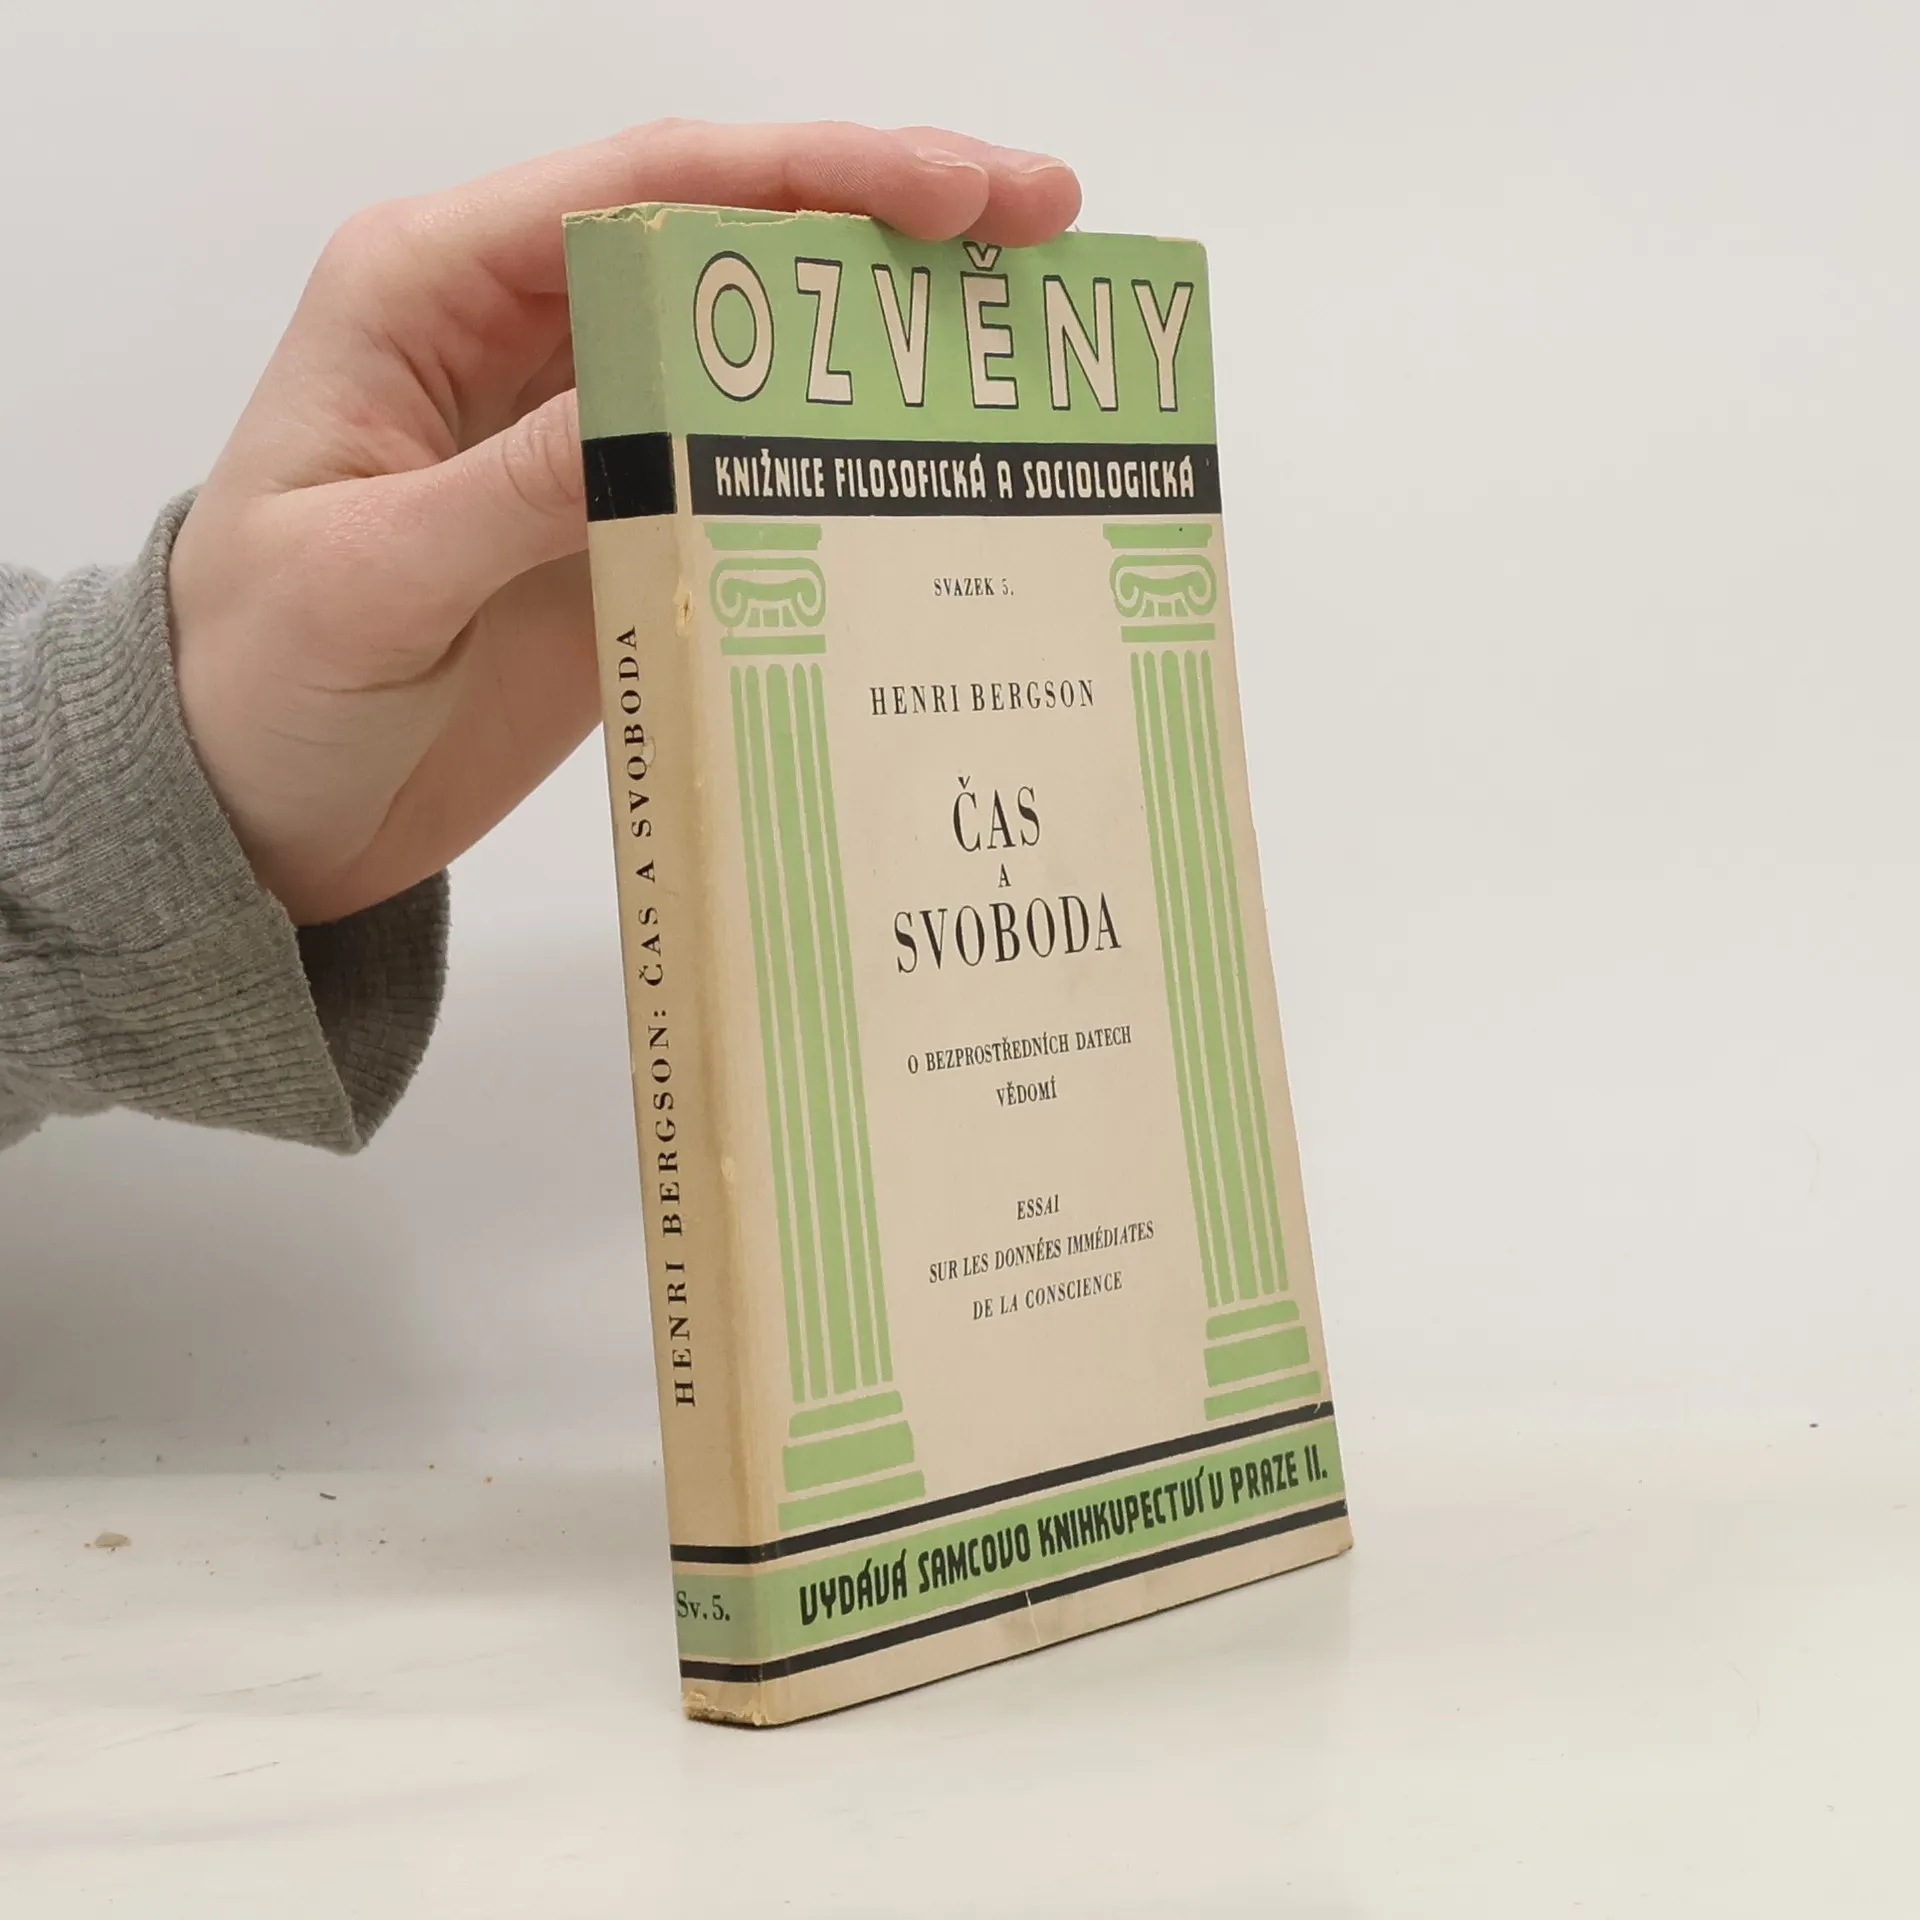 OZVĚNY
KNIŽNICE FILOSOFICKÁ A SOCIOLOGICKÁ
SVAZEK 5.
HENRI BERGSON
ČAS
A
SVOBODA
O BEZPROSTŘEDNÍCH DATECH
VĚDOMÍ
ESSAI
SUR LES DONNÉES IMMÉDIATES
DE LA CONSCIENCE
VYDÁVÁ SAMCOVO KNIHKUPECTVÍ V PRAZE II.
HENRI BERGSON: ČAS A SVOBODA
Sv. 5.